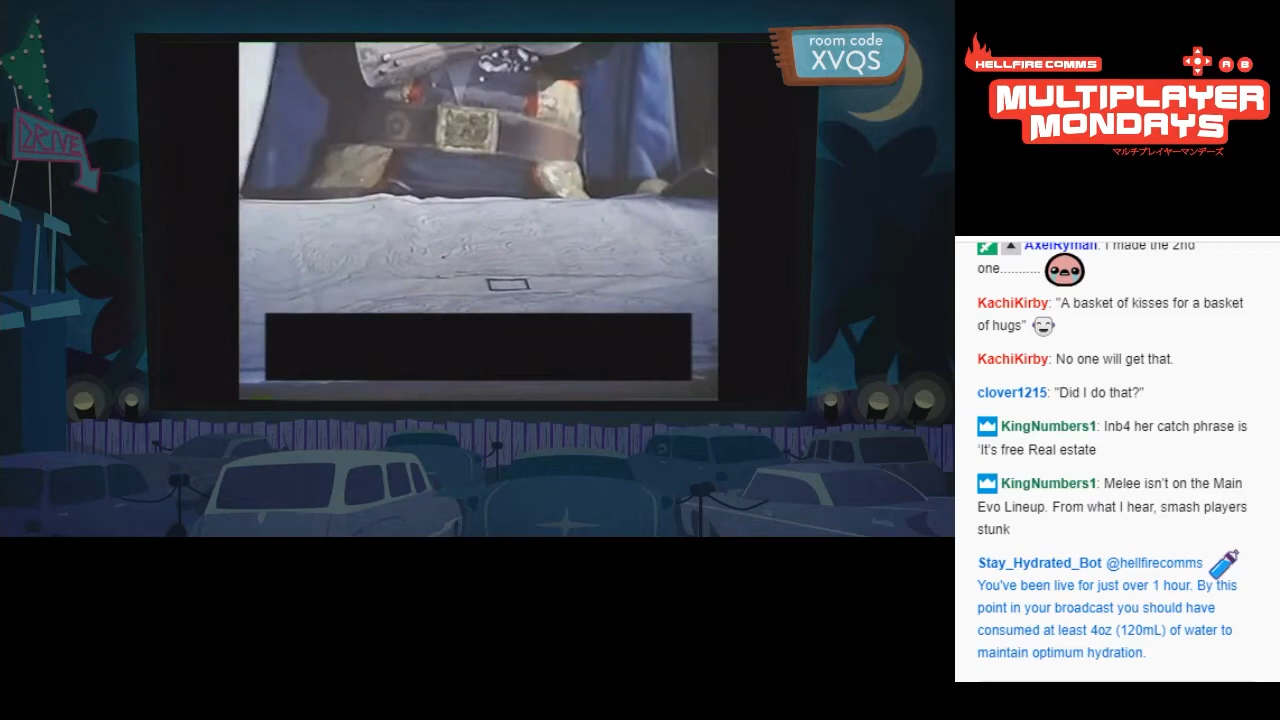 DRIVE
room code
XVQS
HELLFIRE COMMS
A B
MULTIPLAYER
MONDAYS
マルチプレイヤーマンデーズ
AxelRyman: I made the 2nd
one..........
KachiKirby: "A basket of kisses for a basket
of hugs"
KachiKirby: No one will get that.
clover1215: "Did I do that?"
KingNumbers1: Inb4 her catch phrase is
'It's free Real estate
KingNumbers1: Melee isn't on the Main
Evo Lineup. From what I hear, smash players
stunk
Stay_Hydrated_Bot @hellfirecomms
You've been live for just over 1 hour. By this
point in your broadcast you should have
consumed at least 4oz (120mL) of water to
maintain optimum hydration.